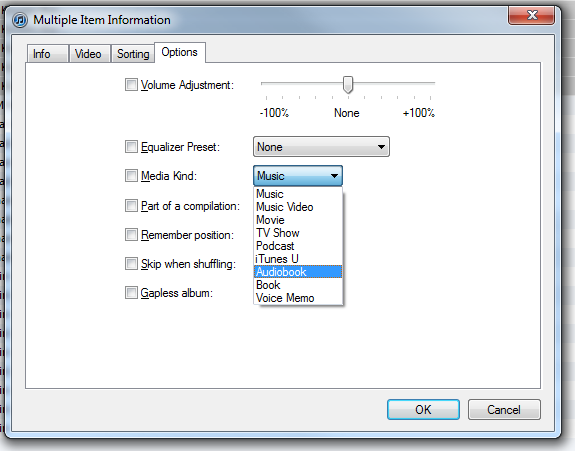 Multiple Item Information
Info Video Sorting Options
Volume Adjustment:
-100% None +100%
Equalizer Preset: None
Media Kind: Music
Music
Music Video
Part of a compilation:
Movie
TV Show
Remember position:
Podcast
iTunes U
Skip when shuffling:
Audiobook
Book
Gapless album:
Voice Memo
OK Cancel